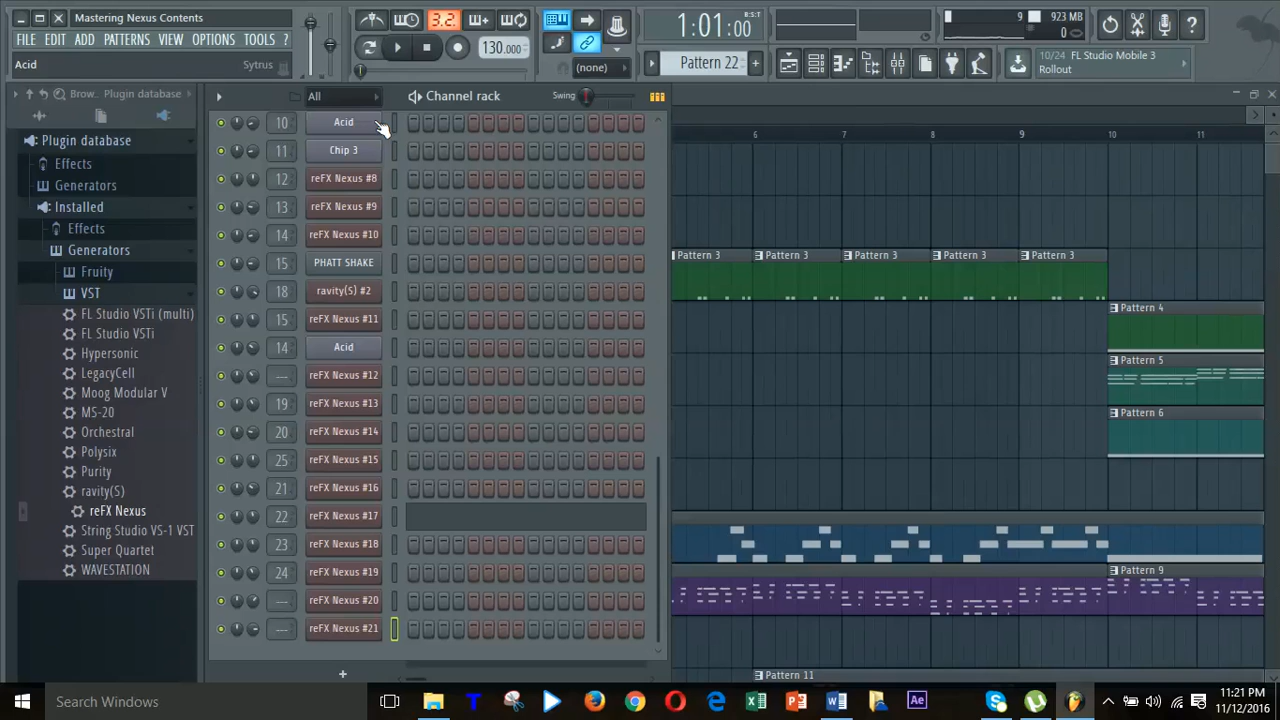 Mastering Nexus Contents
FILE EDIT ADD PATTERNS VIEW OPTIONS TOOLS ?
Acid Sytrus
3.2.
130.000
1:01:00 B:S:T
(none)
Pattern 22
9 923 MB
0
10/24 FL Studio Mobile 3
Rollout
Brow.. Plugin database
All
Channel rack
Swing
Plugin database
Effects
Generators
Installed
Effects
Generators
Fruity
VST
FL Studio VSTi (multi)
FL Studio VSTi
Hypersonic
LegacyCell
Moog Modular V
MS-20
Orchestral
Polysix
Purity
ravity(S)
reFX Nexus
String Studio VS-1 VST
Super Quartet
WAVESTATION
10 Acid
11 Chip 3
12 reFX Nexus #8
13 reFX Nexus #9
14 reFX Nexus #10
15 PHATT SHAKE
18 ravity(S) #2
15 reFX Nexus #11
14 Acid
--- reFX Nexus #12
19 reFX Nexus #13
20 reFX Nexus #14
25 reFX Nexus #15
21 reFX Nexus #16
22 reFX Nexus #17
23 reFX Nexus #18
24 reFX Nexus #19
--- reFX Nexus #20
--- reFX Nexus #21
+
6 7 8 9 10 11
Pattern 3 Pattern 3 Pattern 3 Pattern 3 Pattern 3
Pattern 4
Pattern 5
Pattern 6
Pattern 9
Pattern 11
Search Windows
11:21 PM
11/12/2016